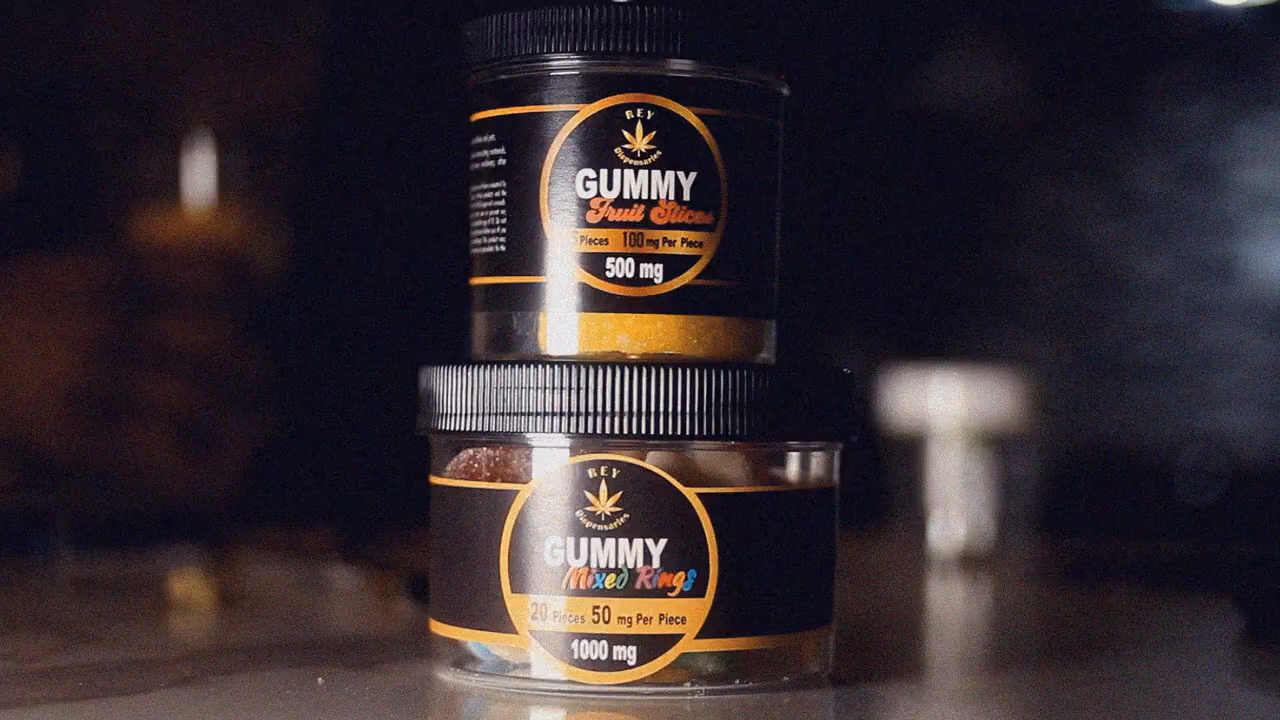 REY
Dispensaries
GUMMY
Fruit Slices
Pieces 100 mg Per Piece
500 mg
REY
Dispensaries
GUMMY
Mixed Rings
20 Pieces 50 mg Per Piece
1000 mg